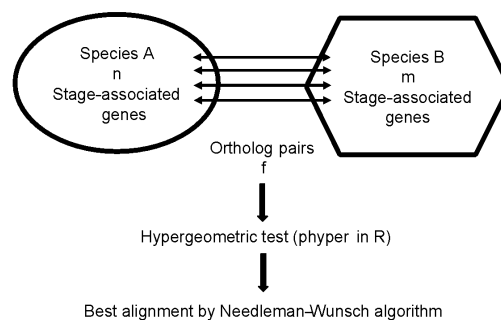 Species A
n
Stage-associated
genes
Species B
m
Stage-associated
genes
Ortholog pairs
f
Hypergeometric test (phyper in R)
Best alignment by Needleman–Wunsch algorithm